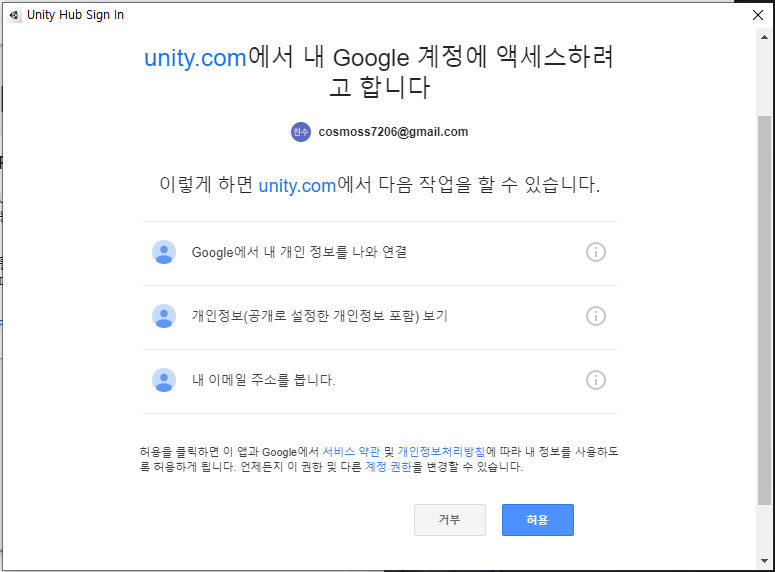 Unity Hub Sign In
unity.com에서 내 Google 계정에 액세스하려
고 합니다
진수 cosmoss7206@gmail.com
이렇게 하면 unity.com에서 다음 작업을 할 수 있습니다.
Google에서 내 개인 정보를 나와 연결
개인정보(공개로 설정한 개인정보 포함) 보기
내 이메일 주소를 봅니다.
허용을 클릭하면 이 앱과 Google에서 서비스 약관 및 개인정보처리방침에 따라 내 정보를 사용하도
록 허용하게 됩니다. 언제든지 이 권한 및 다른 계정 권한을 변경할 수 있습니다.
거부 허용